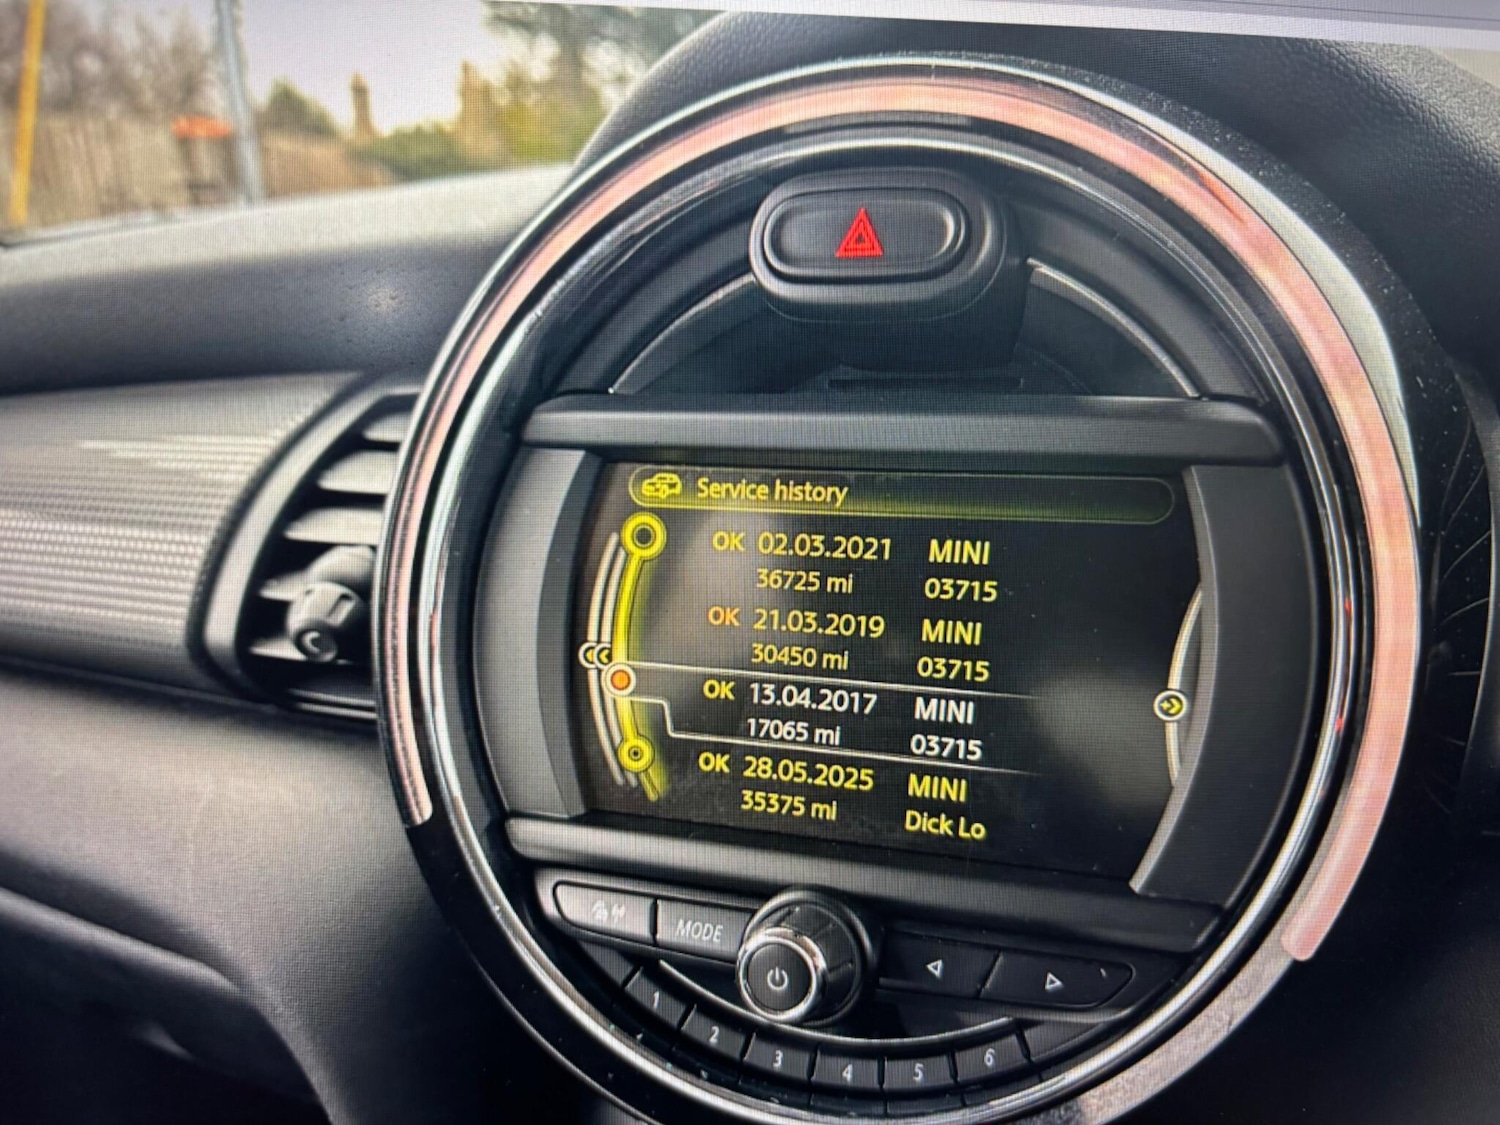 Service history
OK 02.03.2021 MINI
36725 mi 03715
OK 21.03.2019 MINI
30450 mi 03715
OK 13.04.2017 MINI
17065 mi 03715
OK 28.05.2025 MINI
35375 mi Dick Lo
MODE
1 2 3 4 5 6